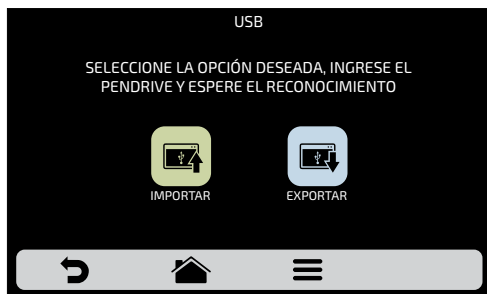 USB
SELECCIONE LA OPCIÓN DESEADA, INGRESE EL
PENDRIVE Y ESPERE EL RECONOCIMIENTO
IMPORTAR EXPORTAR